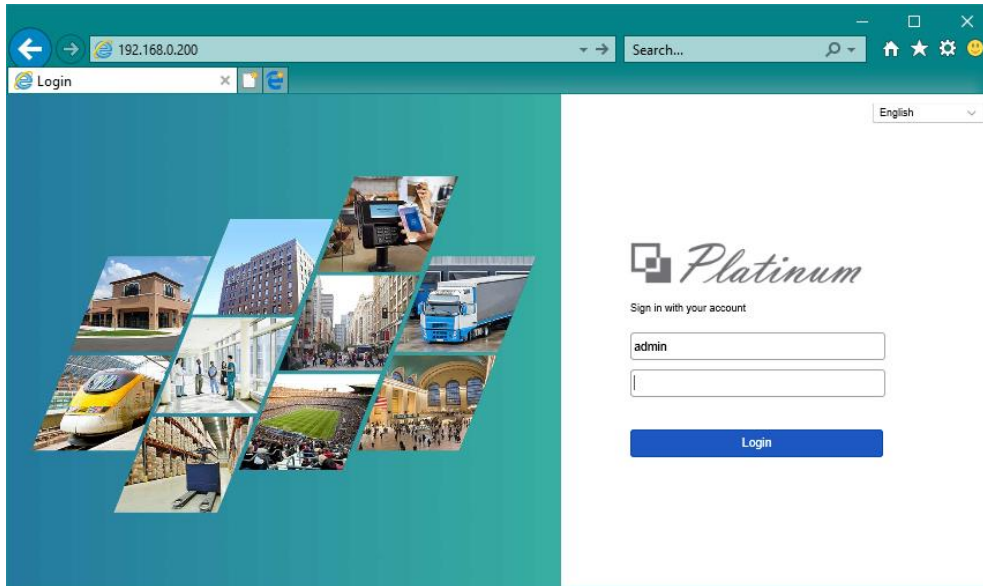 192.168.0.200
Search...
Login
English
Platinum
Sign in with your account
admin
Login